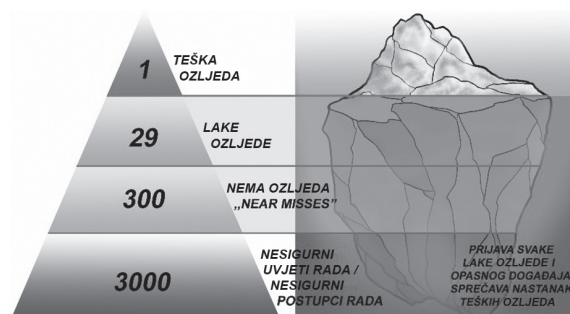 1
TEŠKA
OZLJEDA
29
LAKE
OZLJEDE
300
NEMA OZLJEDA
„NEAR MISSES”
3000
NESIGURNI
UVJETI RADA /
NESIGURNI
POSTUPCI RADA
PRIJAVA SVAKE
LAKE OZLJEDE I
OPASNOG DOGAĐAJA
SPREČAVA NASTANAK
TEŠKIH OZLJEDA